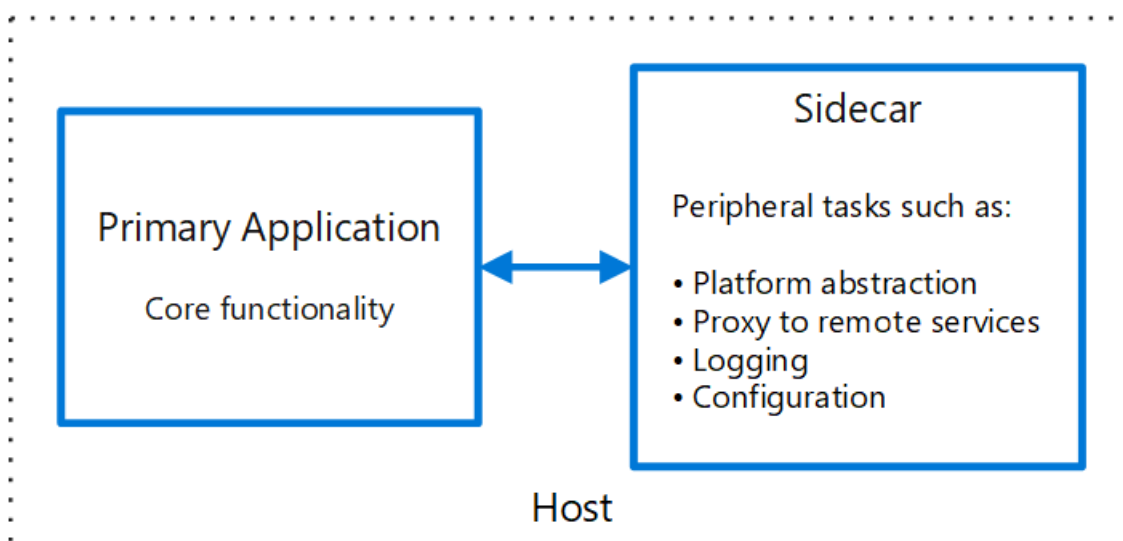 Primary Application
Core functionality
Sidecar
Peripheral tasks such as:
• Platform abstraction
• Proxy to remote services
• Logging
• Configuration
Host